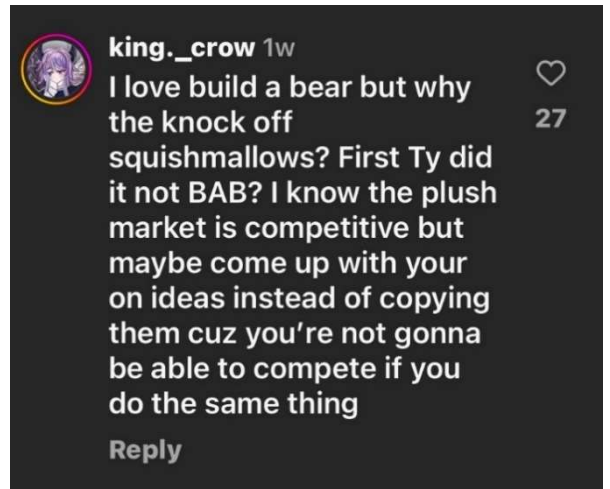 king._crow 1w
I love build a bear but why
the knock off
squishmallows? First Ty did
it not BAB? I know the plush
market is competitive but
maybe come up with your
on ideas instead of copying
them cuz you’re not gonna
be able to compete if you
do the same thing
27
Reply